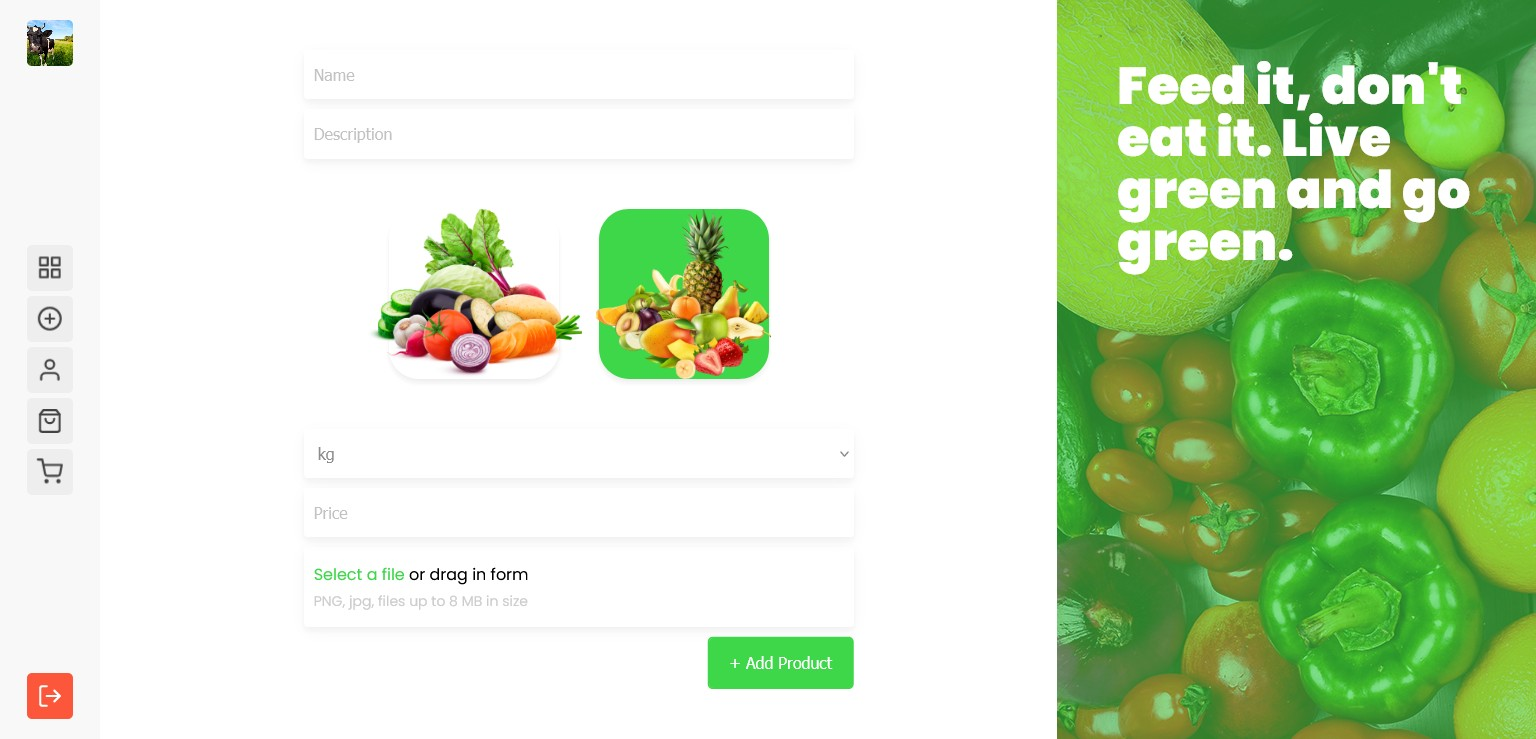 Name
Description
kg
Price
Select a file or drag in form
PNG, jpg, files up to 8 MB in size
+ Add Product
Feed it, don't
eat it. Live
green and go
green.